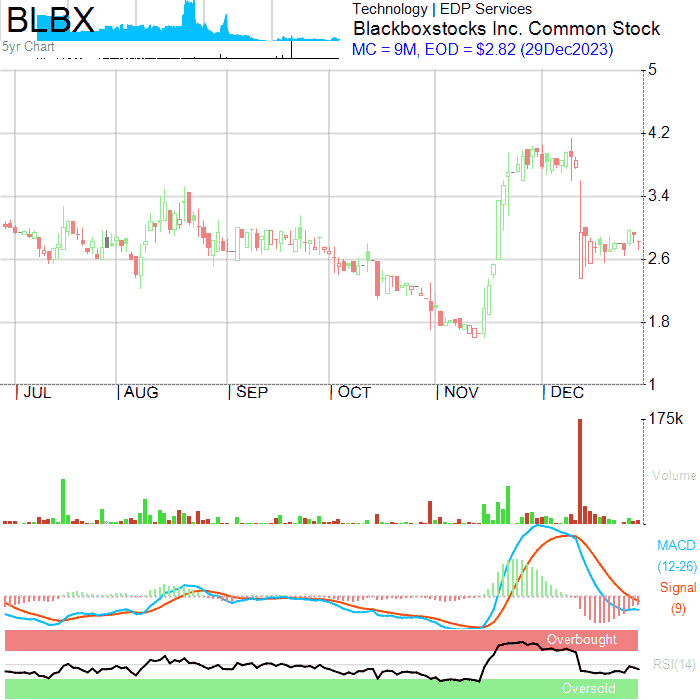 BLBX
5yr Chart
Technology | EDP Services
Blackboxstocks Inc. Common Stock
MC = 9M, EOD = $2.82 (29Dec2023)
5
4.2
3.4
2.6
1.8
1
JUL AUG SEP OCT NOV DEC
175k
Volume
MACD
(12-26)
Signal
(9)
Overbought
RSI(14)
Oversold